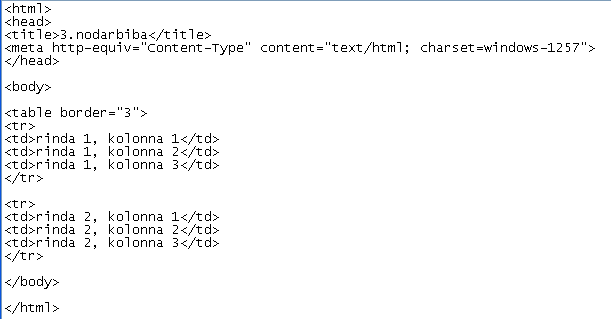 <html>
<head>
<title>3.nodarbiba</title>
<meta http-equiv="Content-Type" content="text/html; charset=windows-1257">
</head>
<body>
<table border="3">
<tr>
<td>rinda 1, kolonna 1</td>
<td>rinda 1, kolonna 2</td>
<td>rinda 1, kolonna 3</td>
</tr>
<tr>
<td>rinda 2, kolonna 1</td>
<td>rinda 2, kolonna 2</td>
<td>rinda 2, kolonna 3</td>
</tr>
</body>
</html>